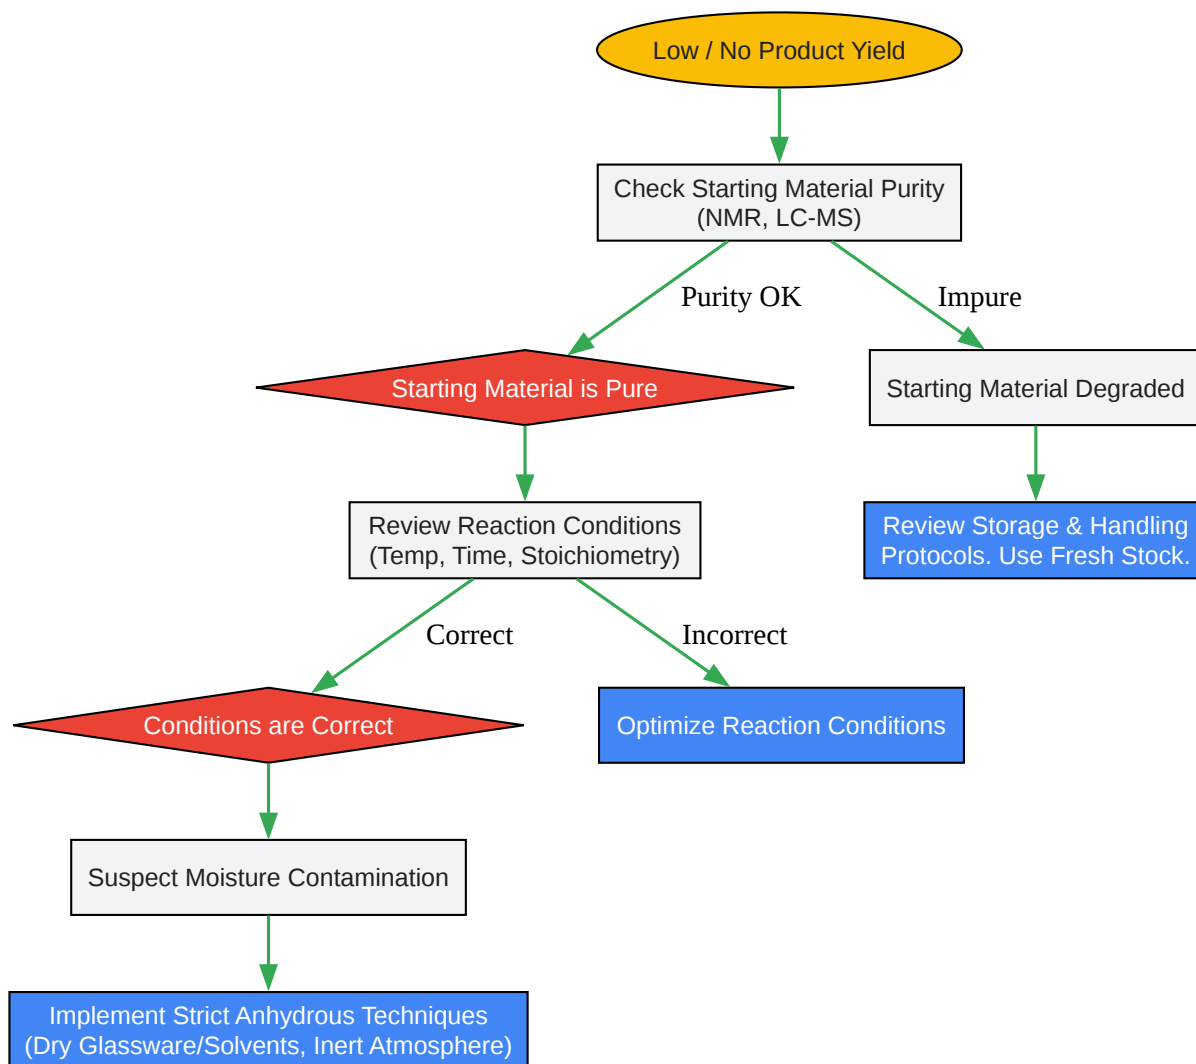 Low / No Product Yield
Check Starting Material Purity
(NMR, LC-MS)
Purity OK
Impure
Starting Material is Pure
Starting Material Degraded
Review Reaction Conditions
(Temp, Time, Stoichiometry)
Review Storage & Handling
Protocols. Use Fresh Stock.
Correct
Incorrect
Conditions are Correct
Optimize Reaction Conditions
Suspect Moisture Contamination
Implement Strict Anhydrous Techniques
(Dry Glassware/Solvents, Inert Atmosphere)